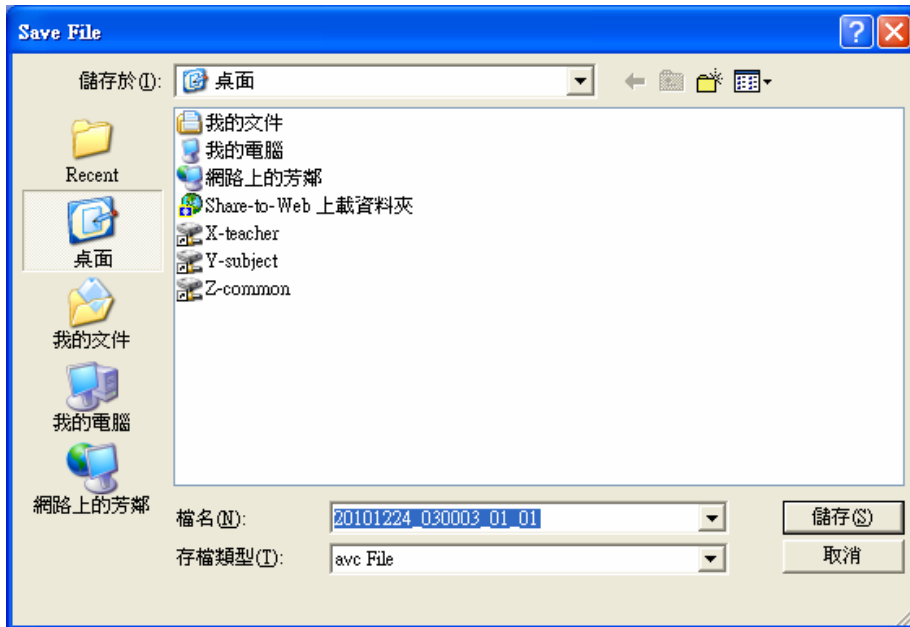 Save File
儲存於(I):
桌面
Recent
桌面
我的文件
我的電腦
網路上的芳鄰
我的文件
我的電腦
網路上的芳鄰
Share-to-Web 上載資料夾
X-teacher
Y-subject
Z-common
檔名(N):
20101224_030003_01_01
儲存(S)
存檔類型(T):
avc File
取消